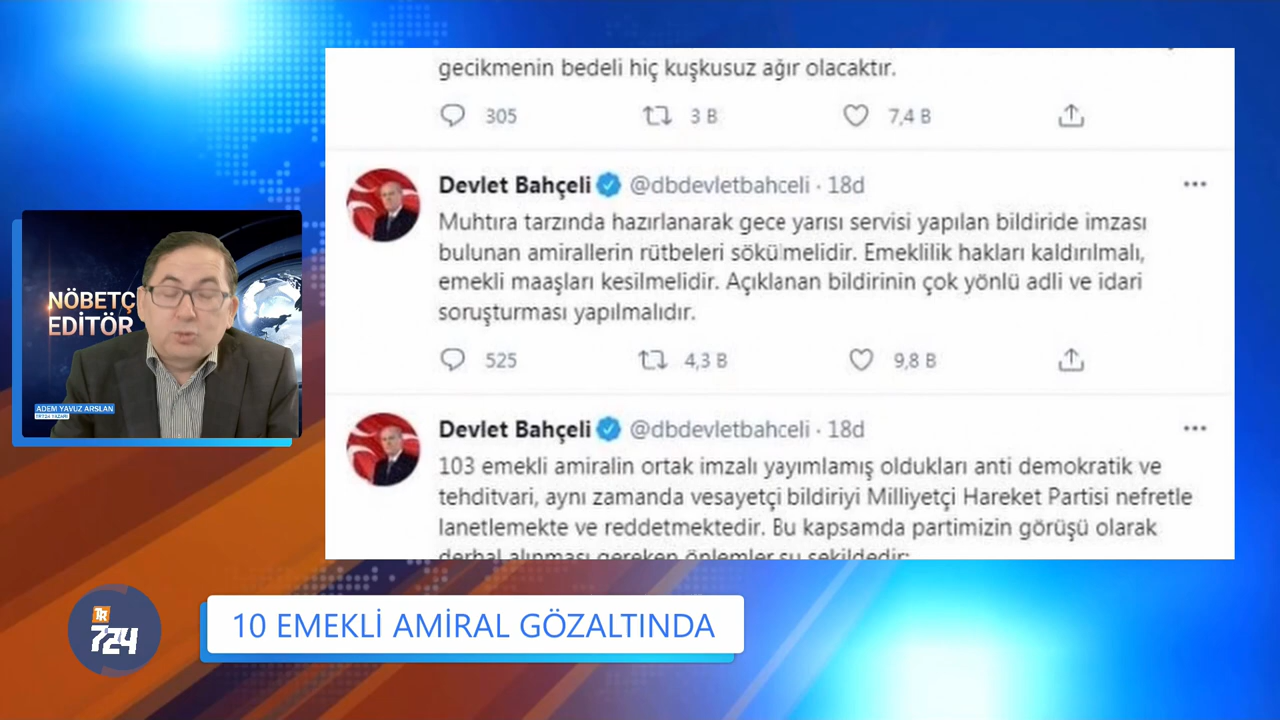 gecikmenin bedeli hiç kuşkusuz ağır olacaktır.
305 3 B 7,4 B
Devlet Bahçeli @dbdevletbahceli · 18d
Muhtıra tarzında hazırlanarak gece yarısı servisi yapılan bildiride imzası
bulunan amirallerin rütbeleri sökülmelidir. Emeklilik hakları kaldırılmalı,
emekli maaşları kesilmelidir. Açıklanan bildirinin çok yönlü adli ve idari
soruşturması yapılmalıdır.
525 4,3 B 9,8 B
Devlet Bahçeli @dbdevletbahceli · 18d
103 emekli amiralin ortak imzalı yayımlamış oldukları anti demokratik ve
tehditvari, aynı zamanda vesayetçi bildiriyi Milliyetçi Hareket Partisi nefretle
lanetlemekte ve reddetmektedir. Bu kapsamda partimizin görüşü olarak
derhal alınması gereken önlemler şu şekildedir:
NÖBETÇ
EDİTÖR
ADEM YAVUZ ARSLAN
TR724 YAZARI
TR
724
10 EMEKLİ AMİRAL GÖZALTINDA